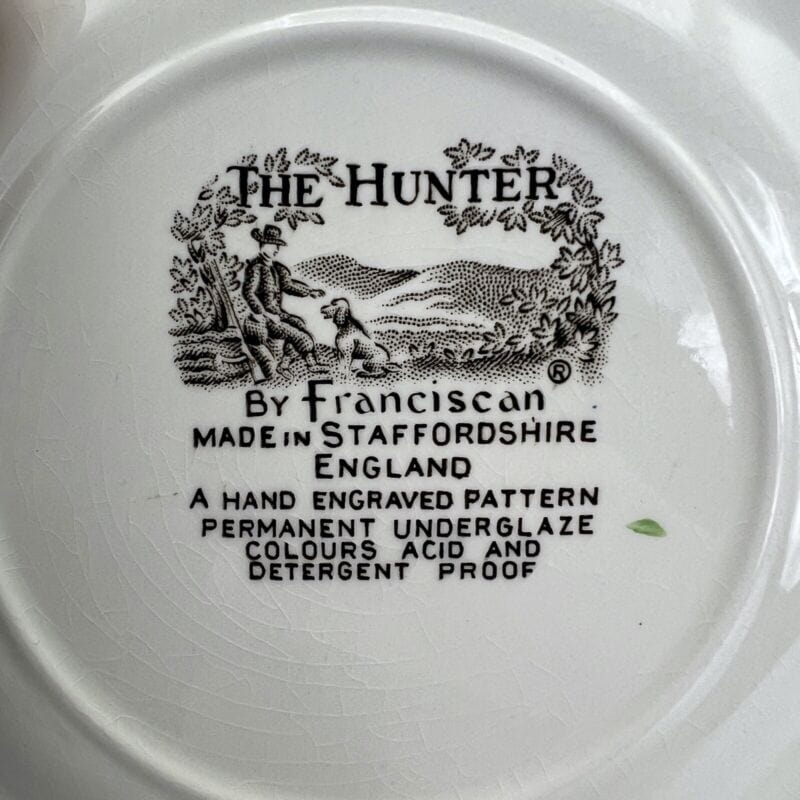 THE HUNTER
®
BY Franciscan
MADE IN STAFFORDSHIRE
ENGLAND
A HAND ENGRAVED PATTERN
PERMANENT UNDERGLAZE
COLOURS ACID AND
DETERGENT PROOF